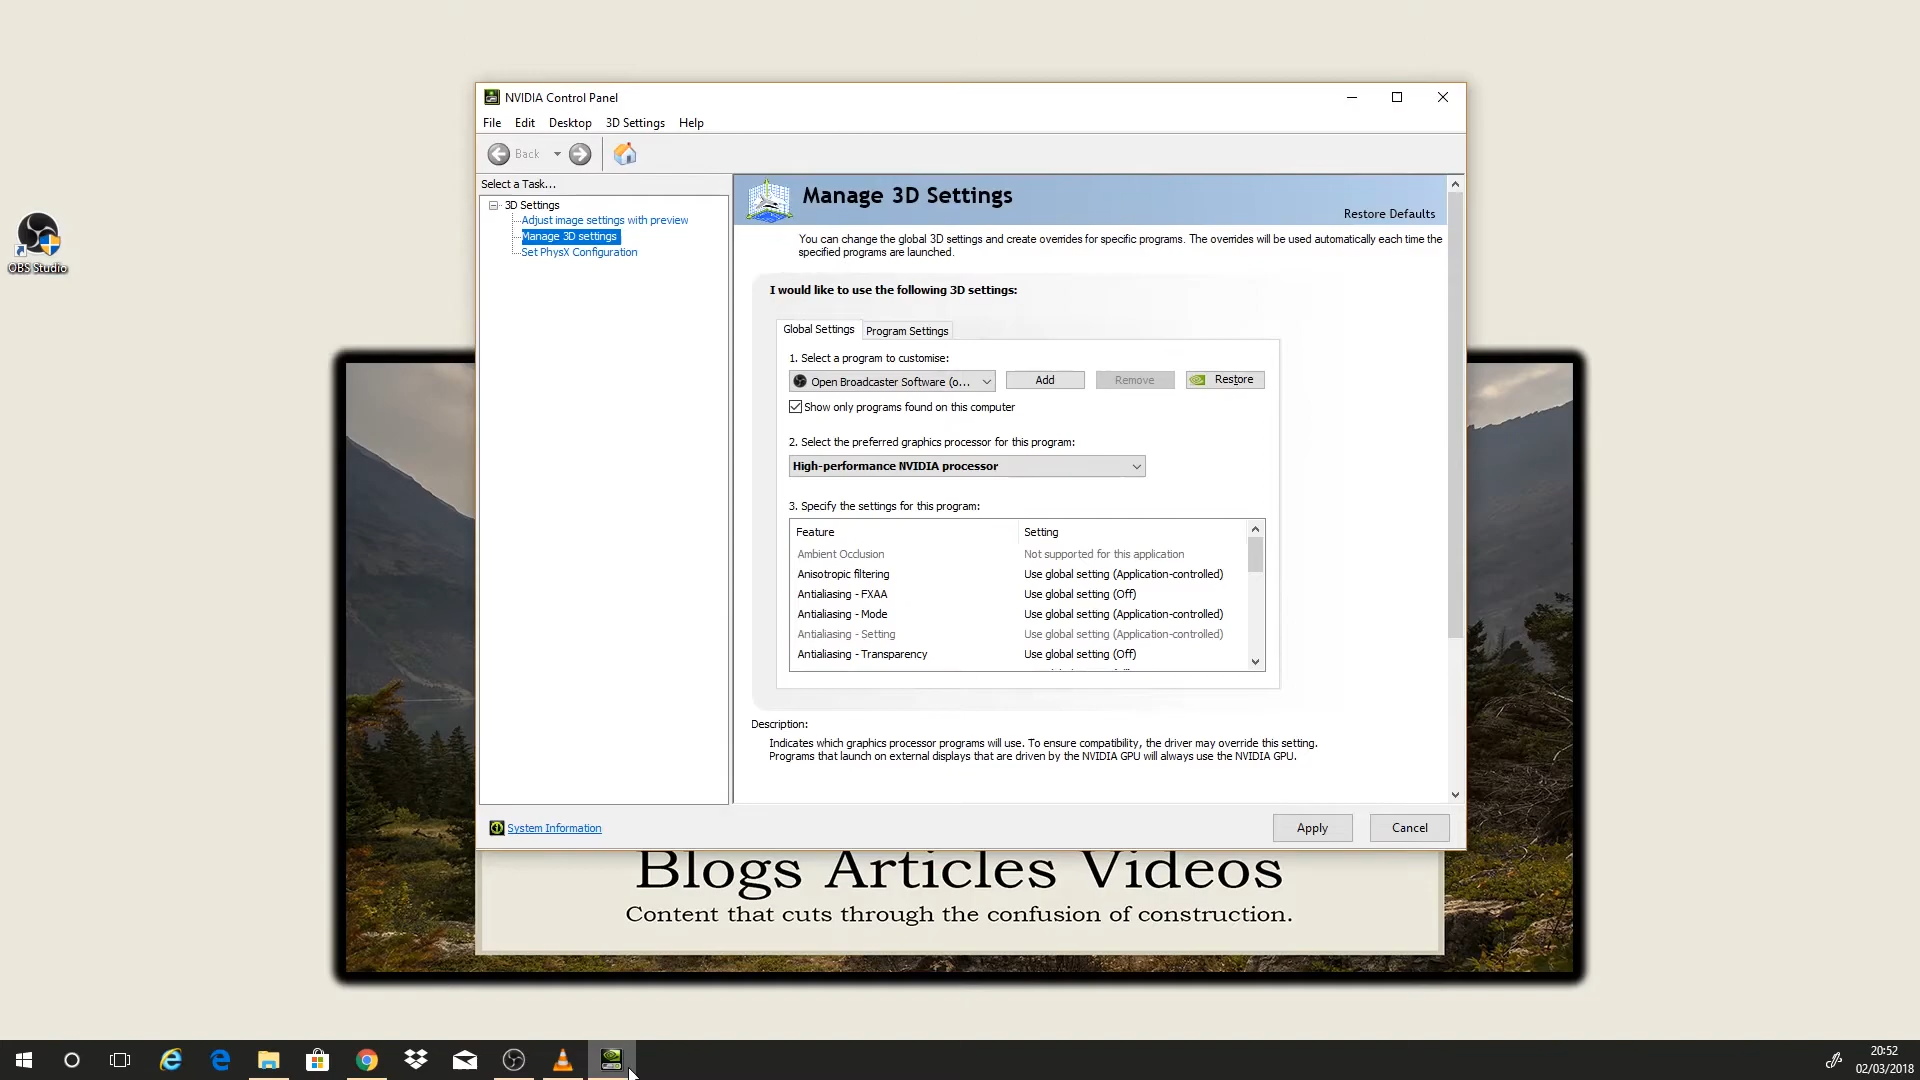 NVIDIA Control Panel
File Edit Desktop 3D Settings Help
Back
Select a Task...
3D Settings
Adjust image settings with preview
Manage 3D settings
Set PhysX Configuration
Manage 3D Settings
Restore Defaults
You can change the global 3D settings and create overrides for specific programs. The overrides will be used automatically each time the
specified programs are launched.
I would like to use the following 3D settings:
Global Settings Program Settings
1. Select a program to customise:
Open Broadcaster Software (o... Add Remove Restore
Show only programs found on this computer
2. Select the preferred graphics processor for this program:
High-performance NVIDIA processor
3. Specify the settings for this program:
Feature Setting
Ambient Occlusion Not supported for this application
Anisotropic filtering Use global setting (Application-controlled)
Antialiasing - FXAA Use global setting (Off)
Antialiasing - Mode Use global setting (Application-controlled)
Antialiasing - Setting Use global setting (Application-controlled)
Antialiasing - Transparency Use global setting (Off)
Description:
Indicates which graphics processor programs will use. To ensure compatibility, the driver may override this setting.
Programs that launch on external displays that are driven by the NVIDIA GPU will always use the NVIDIA GPU.
System Information
Apply Cancel
OBS Studio
Blogs Articles Videos
Content that cuts through the confusion of construction.
20:52
02/03/2018